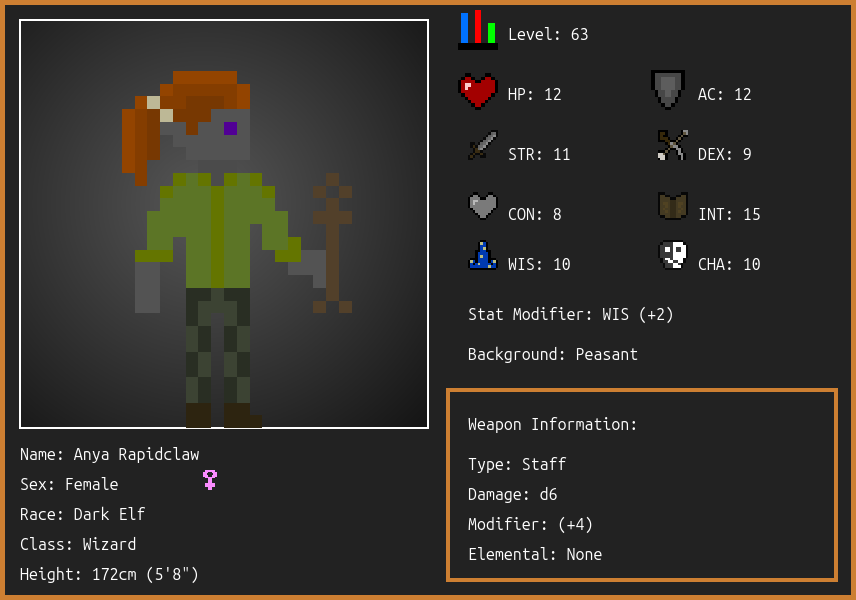 Level: 63
HP: 12
AC: 12
STR: 11
DEX: 9
CON: 8
INT: 15
WIS: 10
CHA: 10
Stat Modifier: WIS (+2)
Background: Peasant
Weapon Information:
Type: Staff
Damage: d6
Modifier: (+4)
Elemental: None
Name: Anya Rapidclaw
Sex: Female
Race: Dark Elf
Class: Wizard
Height: 172cm (5'8")